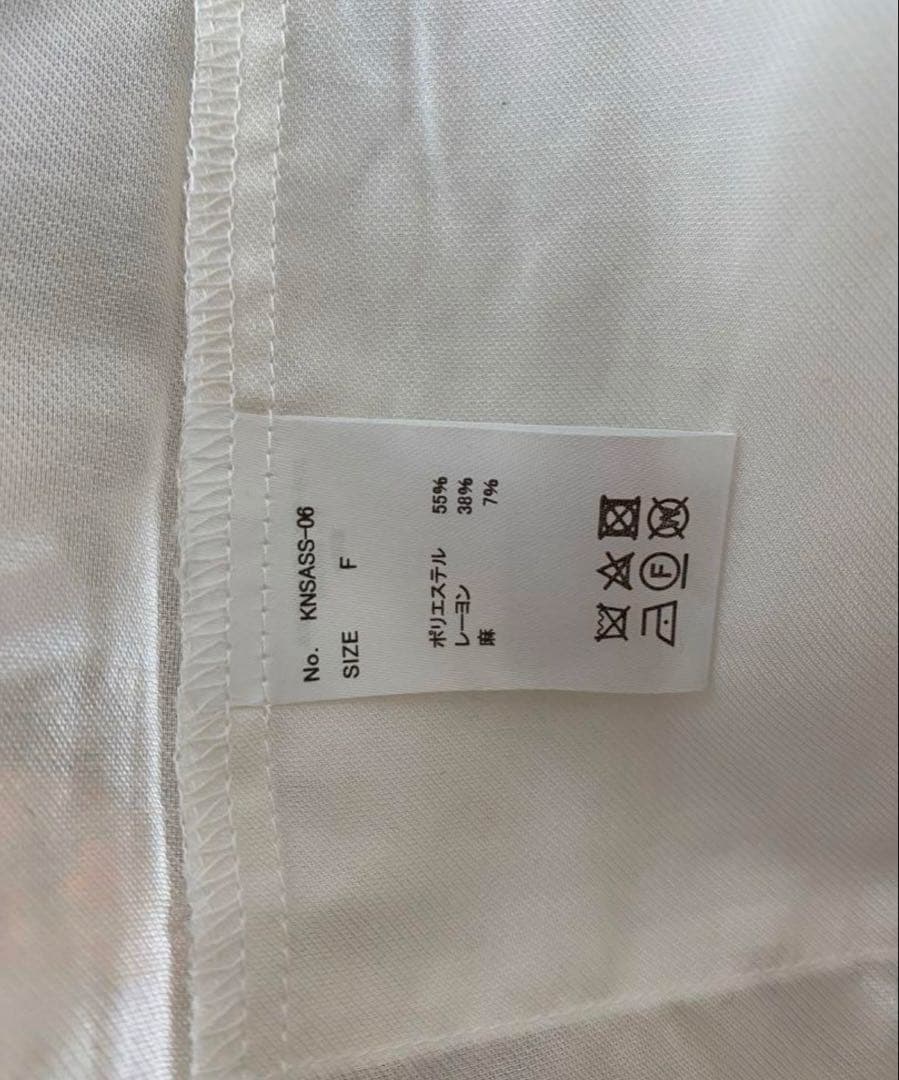 No. KNSASS-06
SIZE F
ポリエステル 55%
レーヨン 38%
麻 7%
F
W